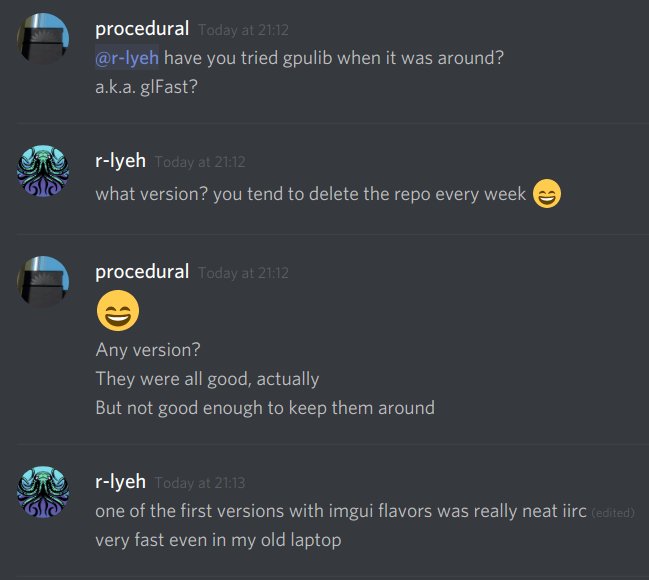 procedural Today at 21:12
@r-lyeh have you tried gpulib when it was around?
a.k.a. glFast?
r-lyeh Today at 21:12
what version? you tend to delete the repo every week 😄
procedural Today at 21:12
😄
Any version?
They were all good, actually
But not good enough to keep them around
r-lyeh Today at 21:13
one of the first versions with imgui flavors was really neat iirc (edited)
very fast even in my old laptop